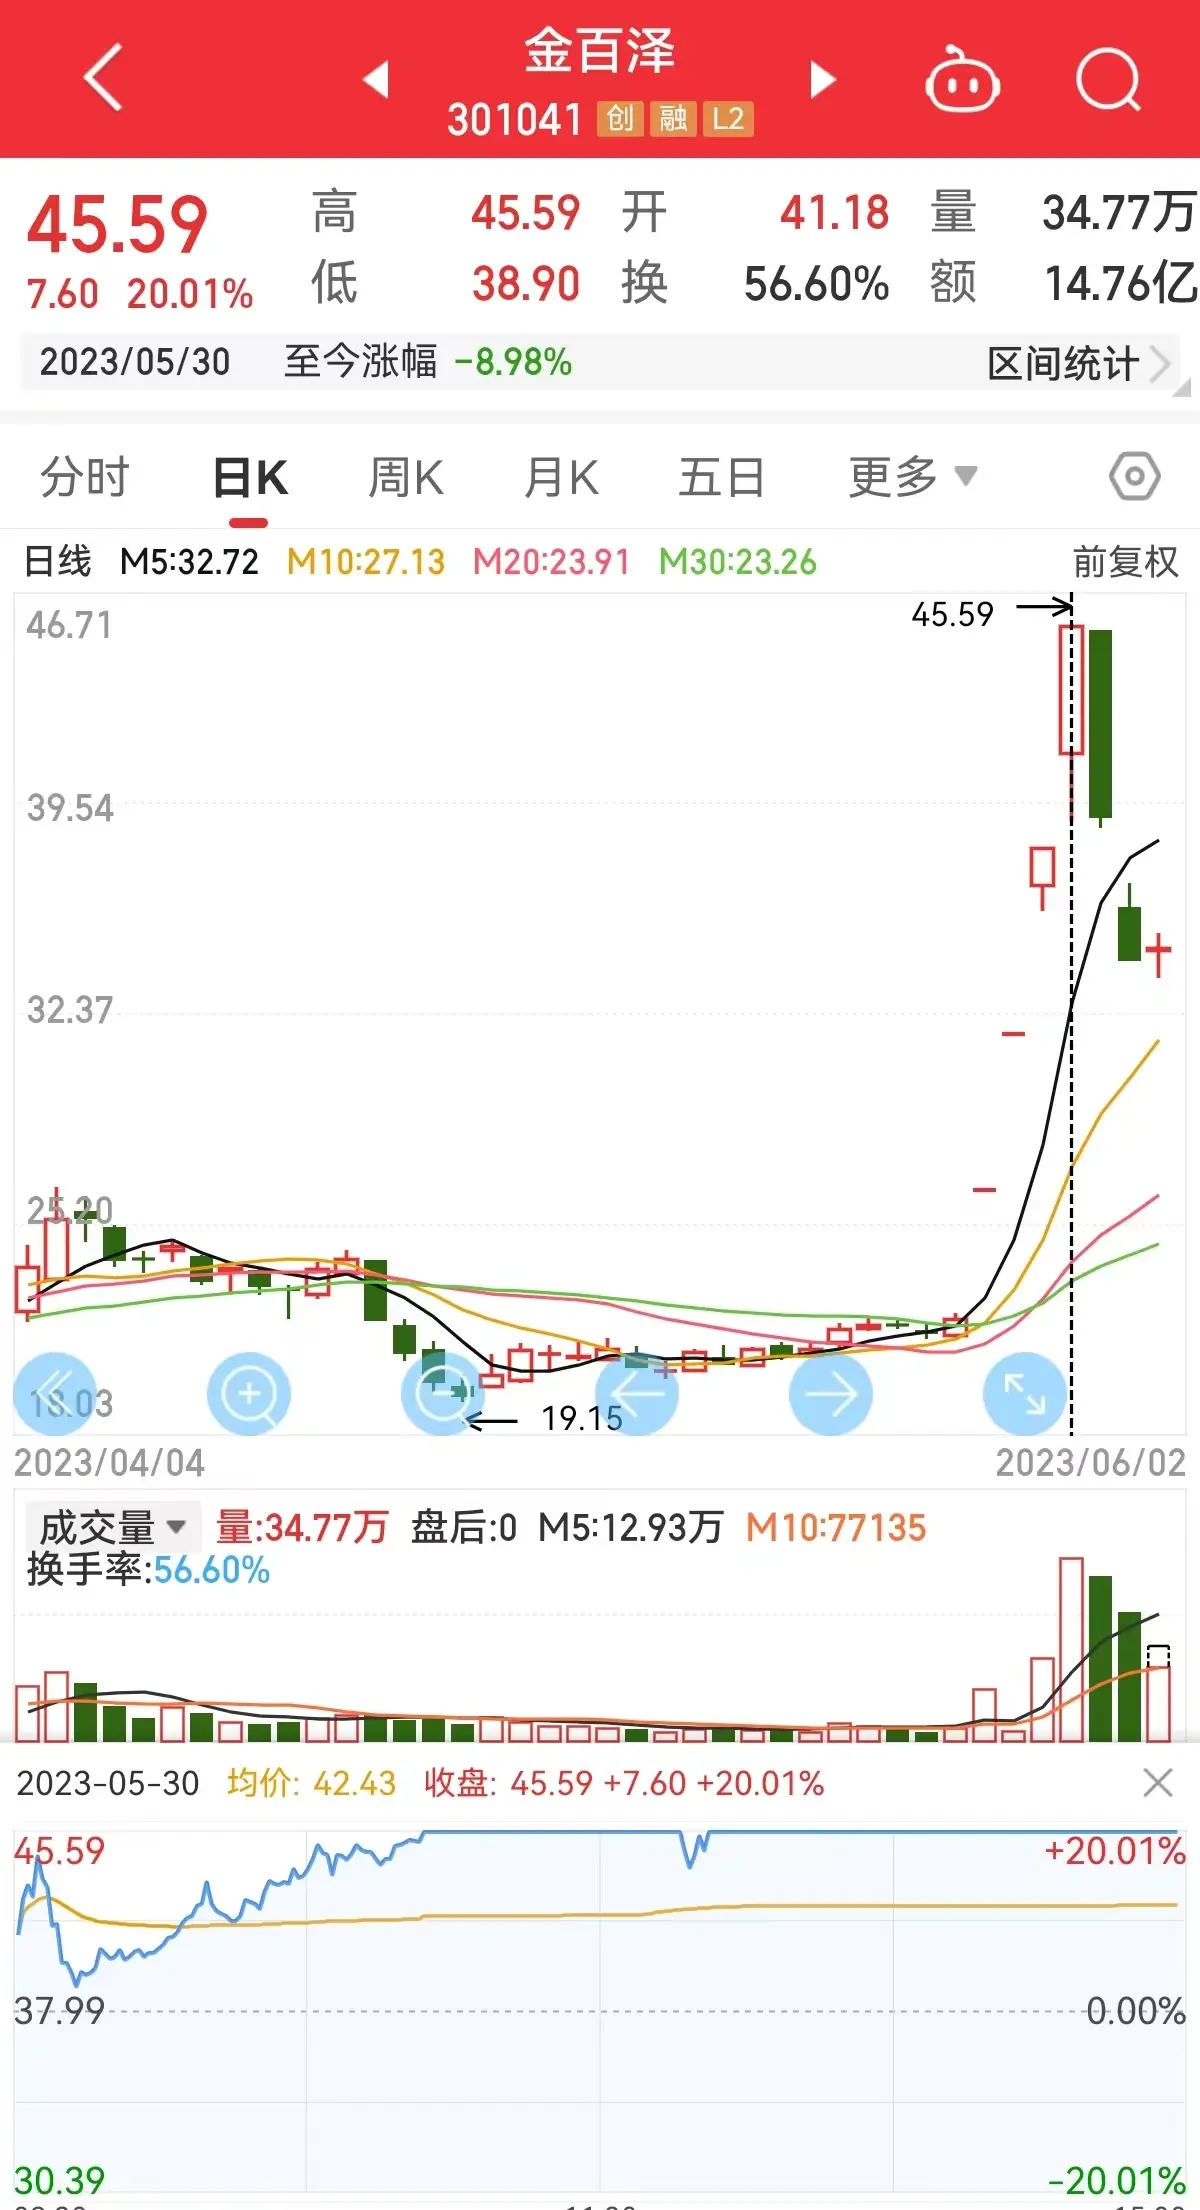 金百泽
301041 创 融 L2
45.59 高 45.59 开 41.18 量 34.77万
7.60 20.01% 低 38.90 换 56.60% 额 14.76亿
2023/05/30 至今涨幅 -8.98% 区间统计
分时 日K 周K 月K 五日 更多
日线 M5:32.72 M10:27.13 M20:23.91 M30:23.26 前复权
46.71
45.59
39.54
32.37
25.20
18.03
19.15
2023/04/04 2023/06/02
成交量 量:34.77万 盘后:0 M5:12.93万 M10:77135
换手率:56.60%
2023-05-30 均价: 42.43 收盘: 45.59 +7.60 +20.01%
45.59 +20.01%
37.99 0.00%
30.39 -20.01%